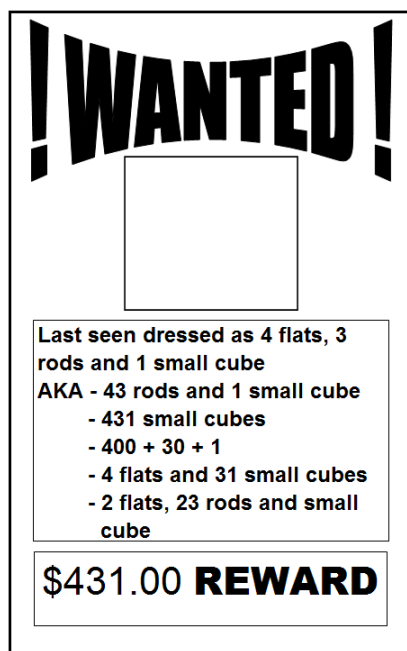 ! WANTED !
Last seen dressed as 4 flats, 3
rods and 1 small cube
AKA - 43 rods and 1 small cube
- 431 small cubes
- 400 + 30 + 1
- 4 flats and 31 small cubes
- 2 flats, 23 rods and small
cube
$431.00 REWARD